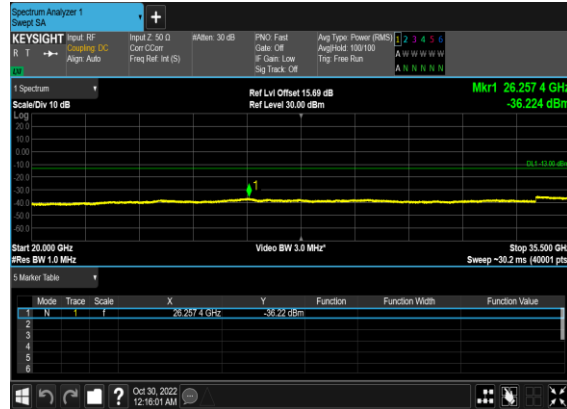 Spectrum Analyzer 1
Swept SA
KEYSIGHT Input: RF Input Z: 50 Ω #Atten: 30 dB PNO: Fast Avg Type: Power (RMS) 1 2 3 4 5 6
R T Coupling: DC Corr CCorr Gate: Off Avg|Hold: 100/100 A W W W W W
Align: Auto Freq Ref: Int (S) IF Gain: Low Trig: Free Run
Sig Track: Off A N N N N N
1 Spectrum Ref Lvl Offset 15.69 dB Mkr1 26.257 4 GHz
Scale/Div 10 dB Ref Level 30.00 dBm -36.224 dBm
Log
20.0
10.0
0.00
-10.0 DL1 -13.00 dBm
-20.0
-30.0 1
-40.0
-50.0
-60.0
Start 20.000 GHz Video BW 3.0 MHz* Stop 35.500 GHz
#Res BW 1.0 MHz Sweep ~30.2 ms (40001 pts)
5 Marker Table
Mode Trace Scale X Y Function Function Width Function Value
1 N 1 f 26.257 4 GHz -36.22 dBm
2
3
4
5
6
? Oct 30, 2022
12:16:01 AM